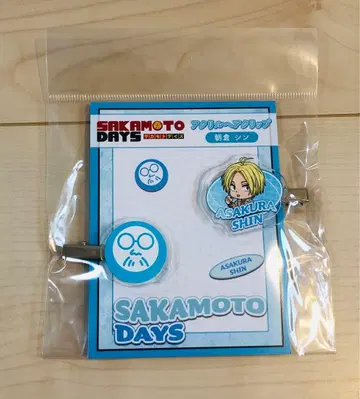 SAKAMOTO
DAYS
サカモトデイズ
アクリルヘアクリップ
朝倉 シン
ASAKURA
SHIN
ASAKURA
SHIN
SAKAMOTO
DAYS